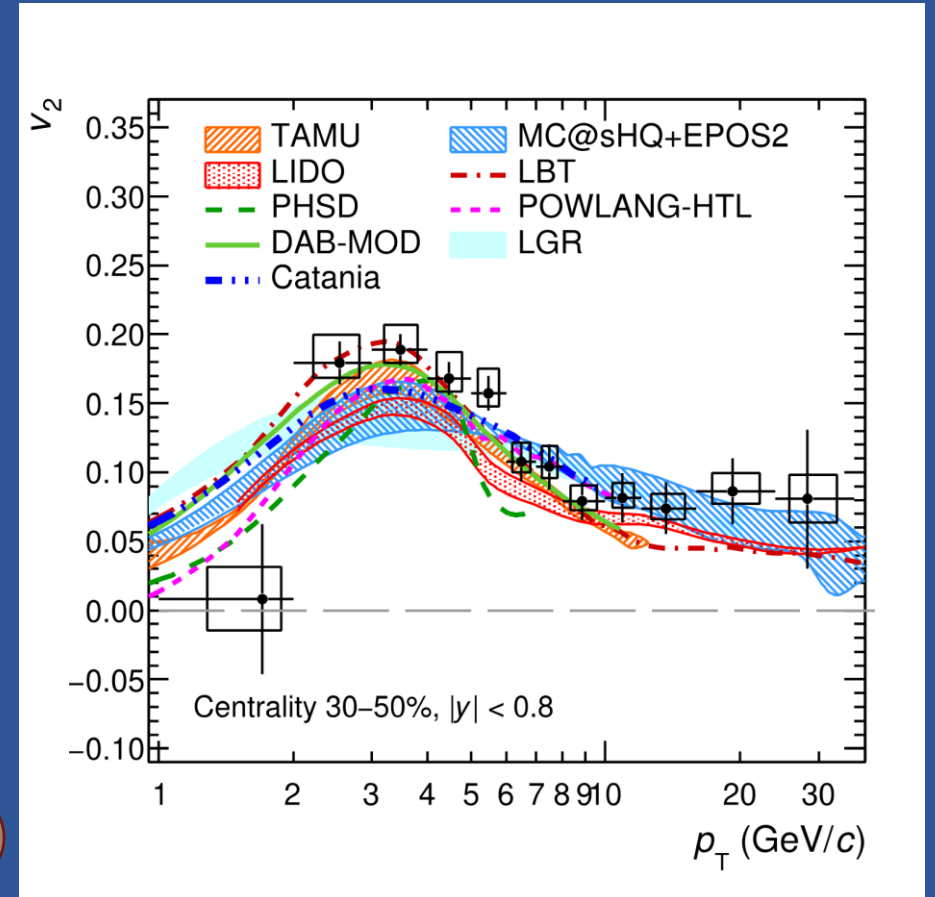 v2
0.35
0.30
0.25
0.20
0.15
0.10
0.05
0.00
−0.05
−0.10
TAMU
LIDO
PHSD
DAB-MOD
Catania
MC@sHQ+EPOS2
LBT
POWLANG-HTL
LGR
Centrality 30–50%, |y| < 0.8
1 2 3 4 5 6 7 8 9 10 20 30
pT (GeV/c)